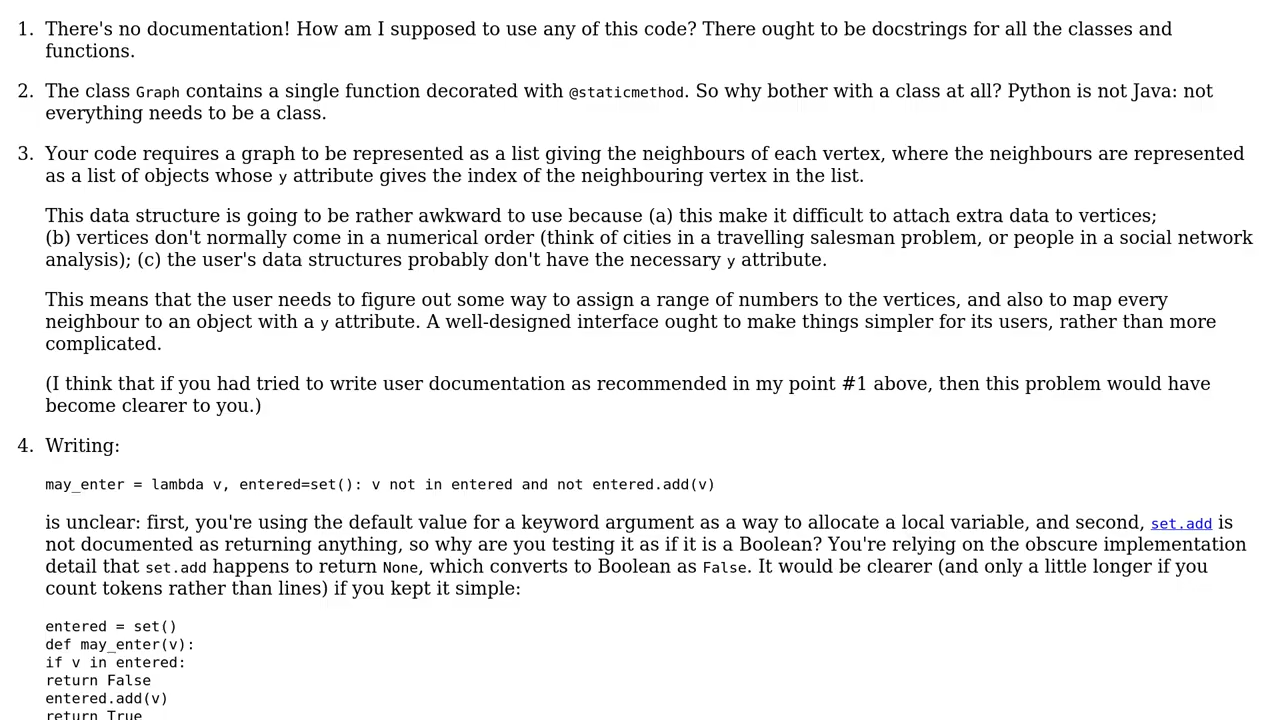 1. There's no documentation! How am I supposed to use any of this code? There ought to be docstrings for all the classes and
functions.
2. The class Graph contains a single function decorated with @staticmethod. So why bother with a class at all? Python is not Java: not
everything needs to be a class.
3. Your code requires a graph to be represented as a list giving the neighbours of each vertex, where the neighbours are represented
as a list of objects whose y attribute gives the index of the neighbouring vertex in the list.
This data structure is going to be rather awkward to use because (a) this make it difficult to attach extra data to vertices;
(b) vertices don't normally come in a numerical order (think of cities in a travelling salesman problem, or people in a social network
analysis); (c) the user's data structures probably don't have the necessary y attribute.
This means that the user needs to figure out some way to assign a range of numbers to the vertices, and also to map every
neighbour to an object with a y attribute. A well-designed interface ought to make things simpler for its users, rather than more
complicated.
(I think that if you had tried to write user documentation as recommended in my point #1 above, then this problem would have
become clearer to you.)
4. Writing:
may_enter = lambda v, entered=set(): v not in entered and not entered.add(v)
is unclear: first, you're using the default value for a keyword argument as a way to allocate a local variable, and second, set.add is
not documented as returning anything, so why are you testing it as if it is a Boolean? You're relying on the obscure implementation
detail that set.add happens to return None, which converts to Boolean as False. It would be clearer (and only a little longer if you
count tokens rather than lines) if you kept it simple:
entered = set()
def may_enter(v):
if v in entered:
return False
entered.add(v)
return True